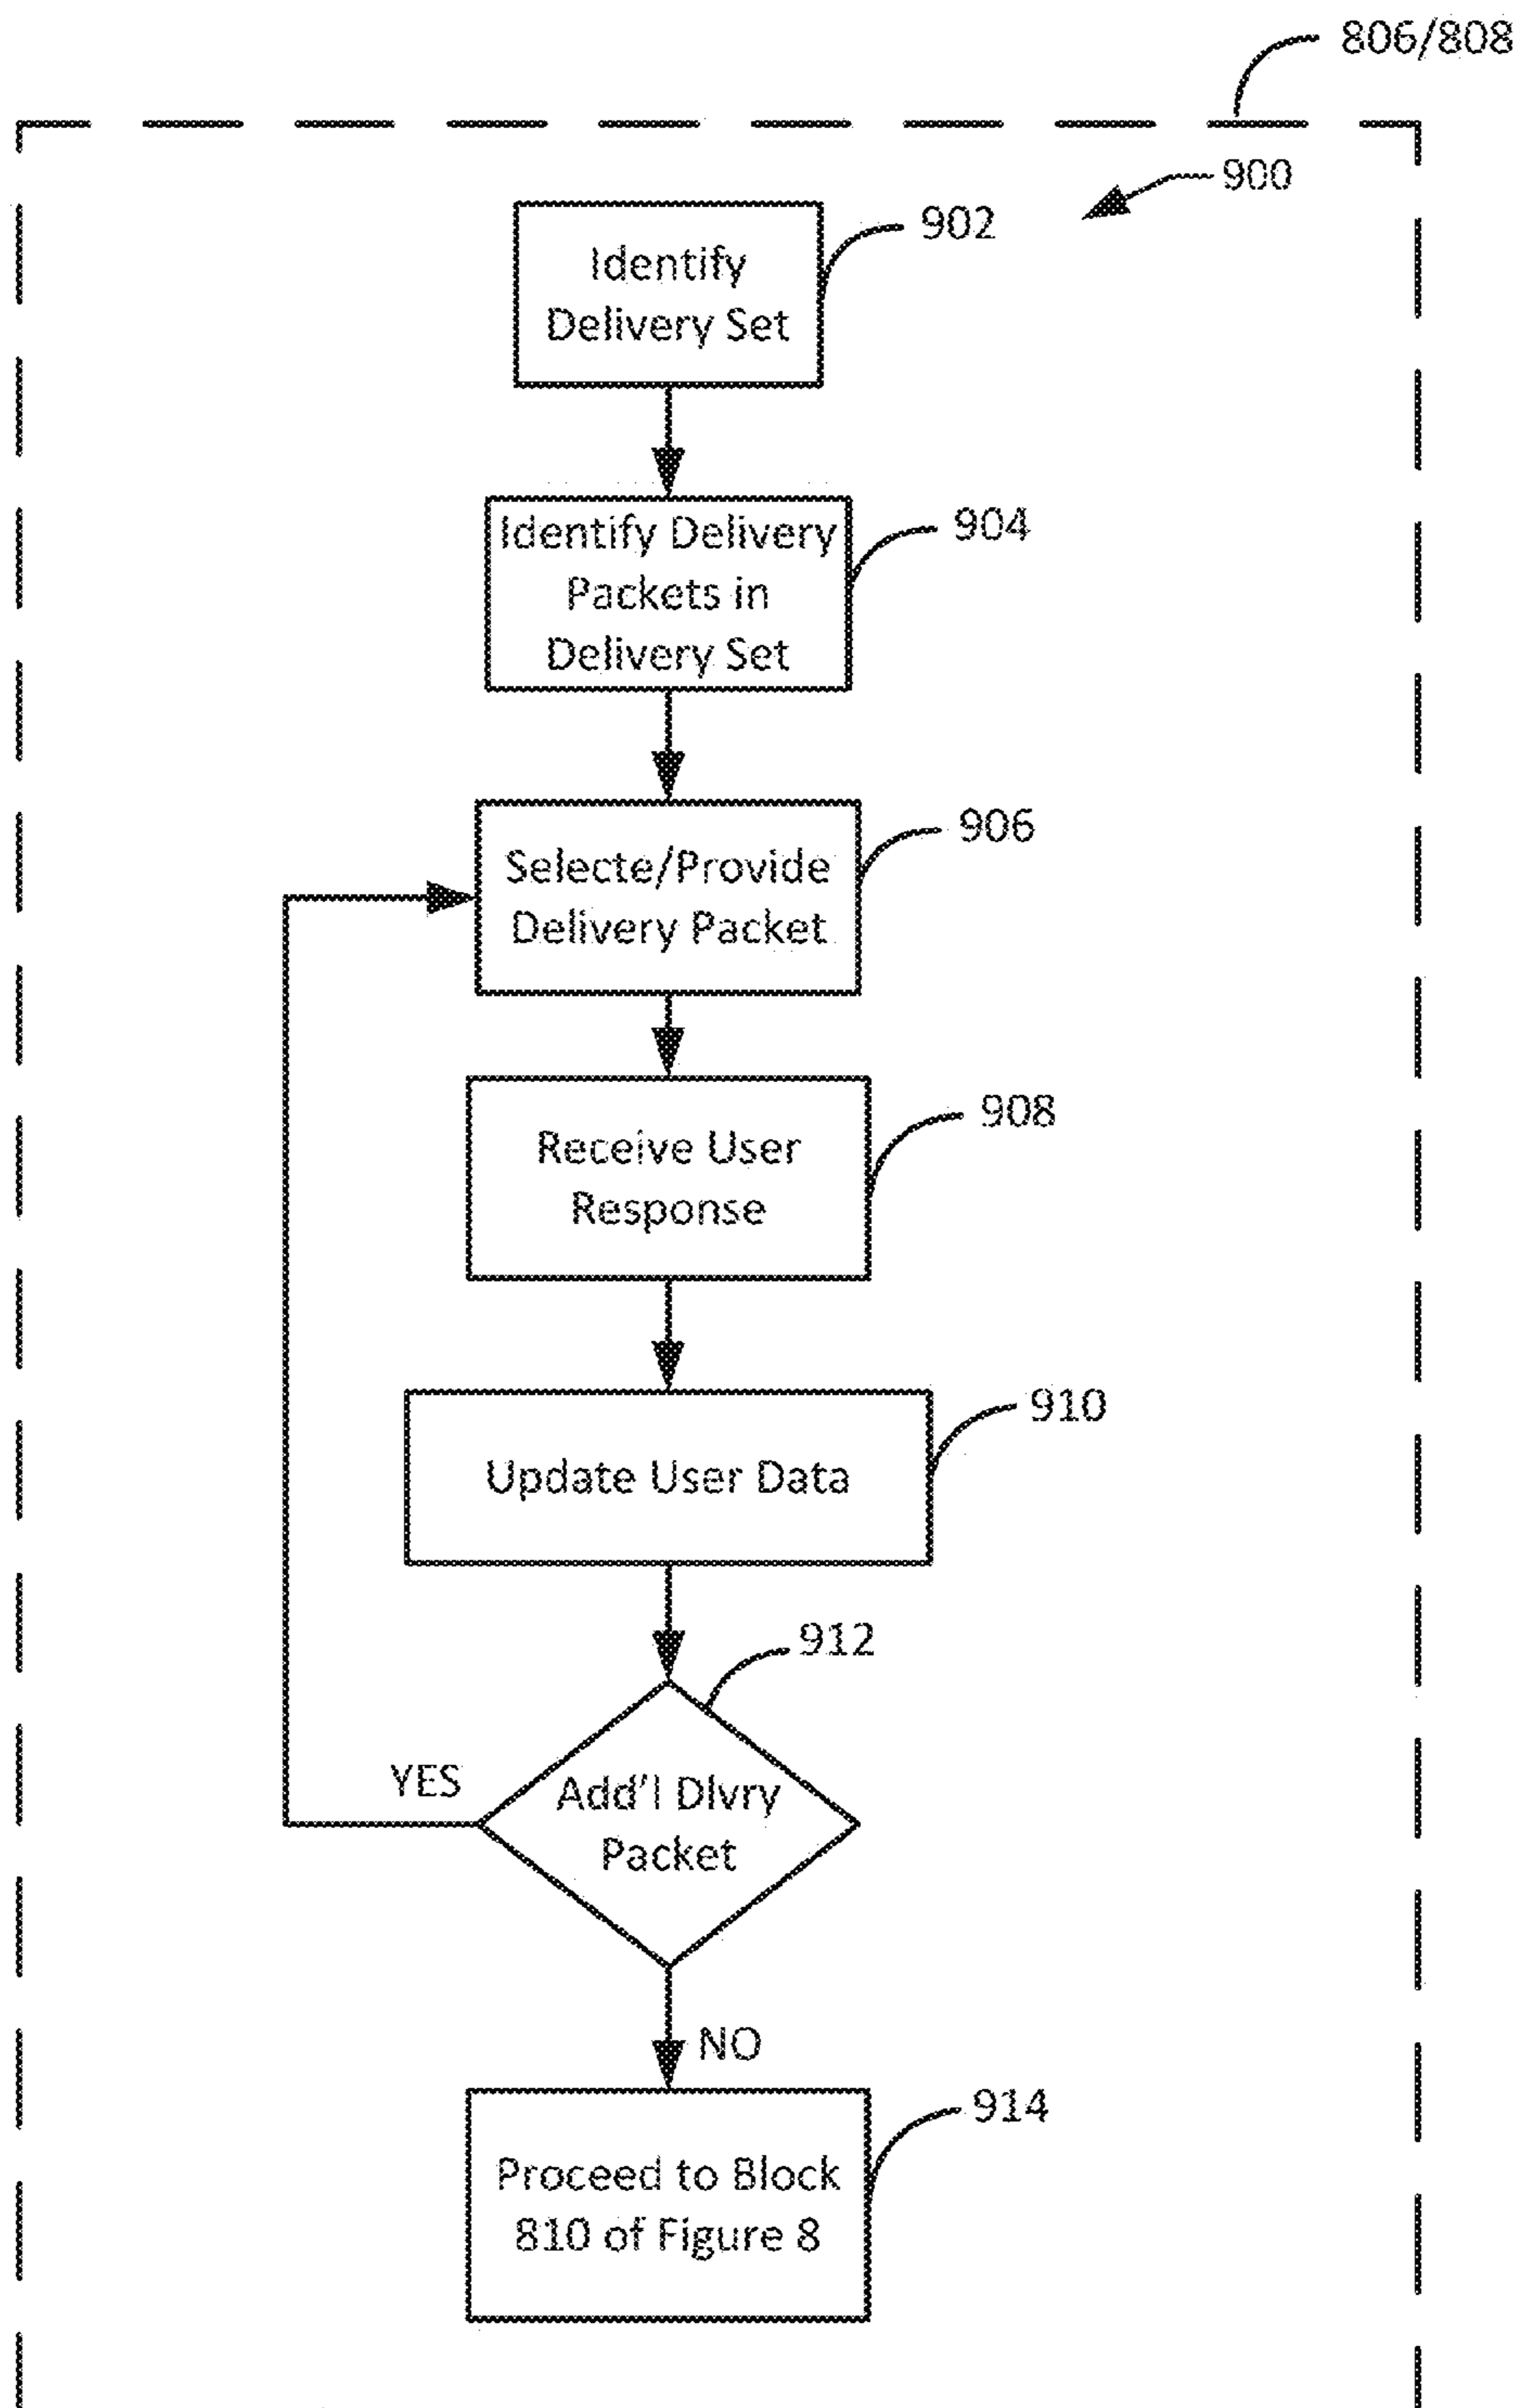 806/808
900
902
Identify
Delivery Set
904
Identify Delivery
Packets in
Delivery Set
906
Selecte/Provide
Delivery Packet
908
Receive User
Response
910
Update User Data
912
YES
Add'l Dlvry
Packet
NO
914
Proceed to Block
810 of Figure 8